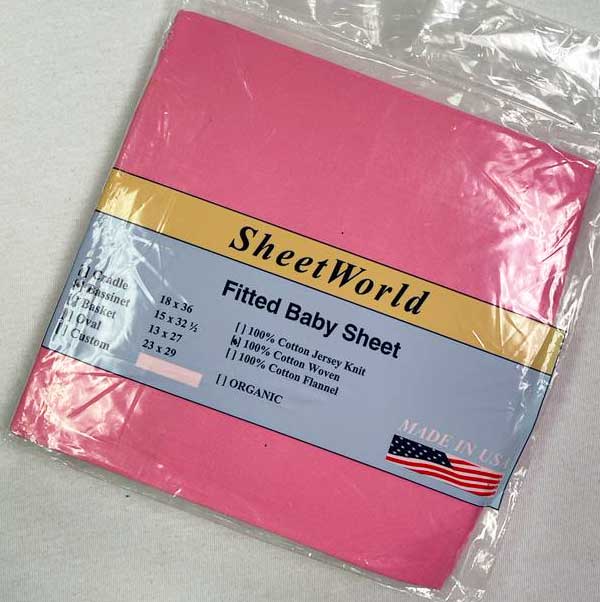 SheetWorld
Fitted Baby Sheet
[ ] Cradle 18 x 36
[x] Bassinet 15 x 32 ½
[ ] Basket 13 x 27
[ ] Oval 23 x 29
[ ] Custom
[ ] 100% Cotton Jersey Knit
[x] 100% Cotton Woven
[ ] 100% Cotton Flannel
[ ] ORGANIC
MADE IN USA